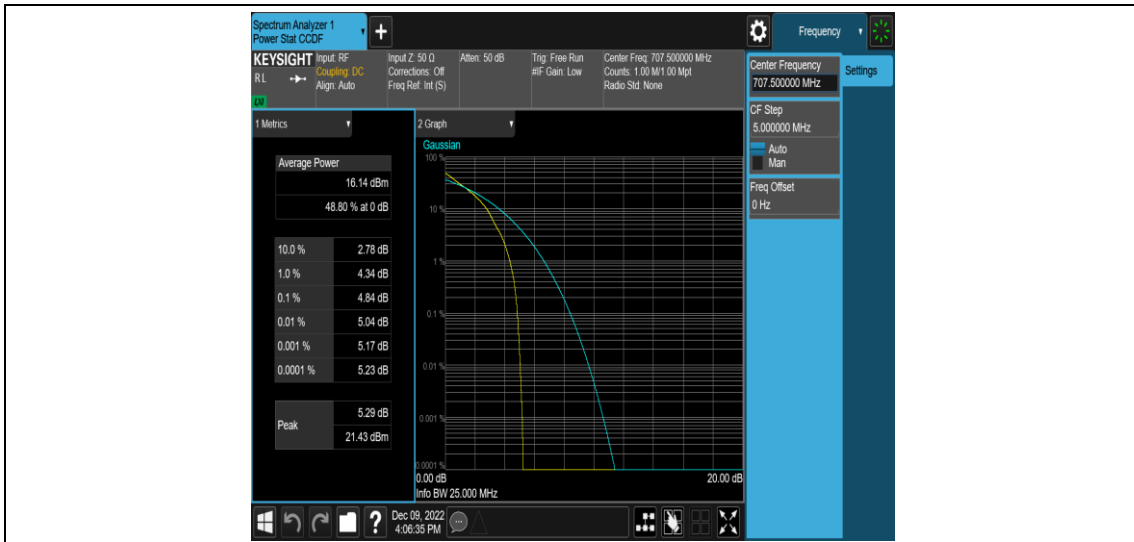 Spectrum Analyzer 1
Power Stat CCDF
+
Frequency
KEYSIGHT
RL
LXI
Input: RF
Coupling: DC
Align: Auto
Input Z: 50 Ω
Corrections: Off
Freq Ref: Int (S)
Atten: 50 dB
Trig: Free Run
#IF Gain: Low
Center Freq: 707.500000 MHz
Counts: 1.00 M/1.00 Mpt
Radio Std: None
Center Frequency
707.500000 MHz
Settings
CF Step
5.000000 MHz
Auto
Man
Freq Offset
0 Hz
1 Metrics
Average Power
16.14 dBm
48.80 % at 0 dB
10.0 % 2.78 dB
1.0 % 4.34 dB
0.1 % 4.84 dB
0.01 % 5.04 dB
0.001 % 5.17 dB
0.0001 % 5.23 dB
Peak
5.29 dB
21.43 dBm
2 Graph
Gaussian
100 %
10 %
1 %
0.1 %
0.01 %
0.001 %
0.0001 %
0.00 dB
20.00 dB
Info BW 25.000 MHz
?
Dec 09, 2022
4:06:35 PM